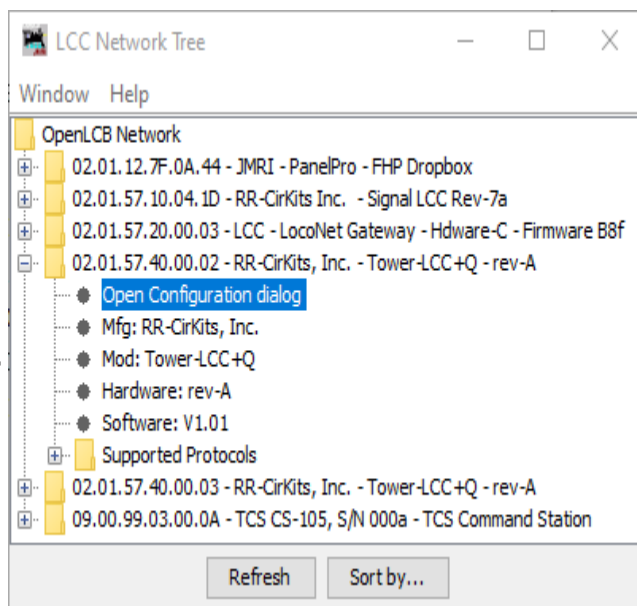 LCC Network Tree
Window Help
OpenLCB Network
02.01.12.7F.0A.44 - JMRI - PanelPro - FHP Dropbox
02.01.57.10.04.1D - RR-CirKits Inc. - Signal LCC Rev-7a
02.01.57.20.00.03 - LCC - LocoNet Gateway - Hdware-C - Firmware B8f
02.01.57.40.00.02 - RR-CirKits, Inc. - Tower-LCC+Q - rev-A
Open Configuration dialog
Mfg: RR-CirKits, Inc.
Mod: Tower-LCC+Q
Hardware: rev-A
Software: V1.01
Supported Protocols
02.01.57.40.00.03 - RR-CirKits, Inc. - Tower-LCC+Q - rev-A
09.00.99.03.00.0A - TCS CS-105, S/N 000a - TCS Command Station
Refresh Sort by...